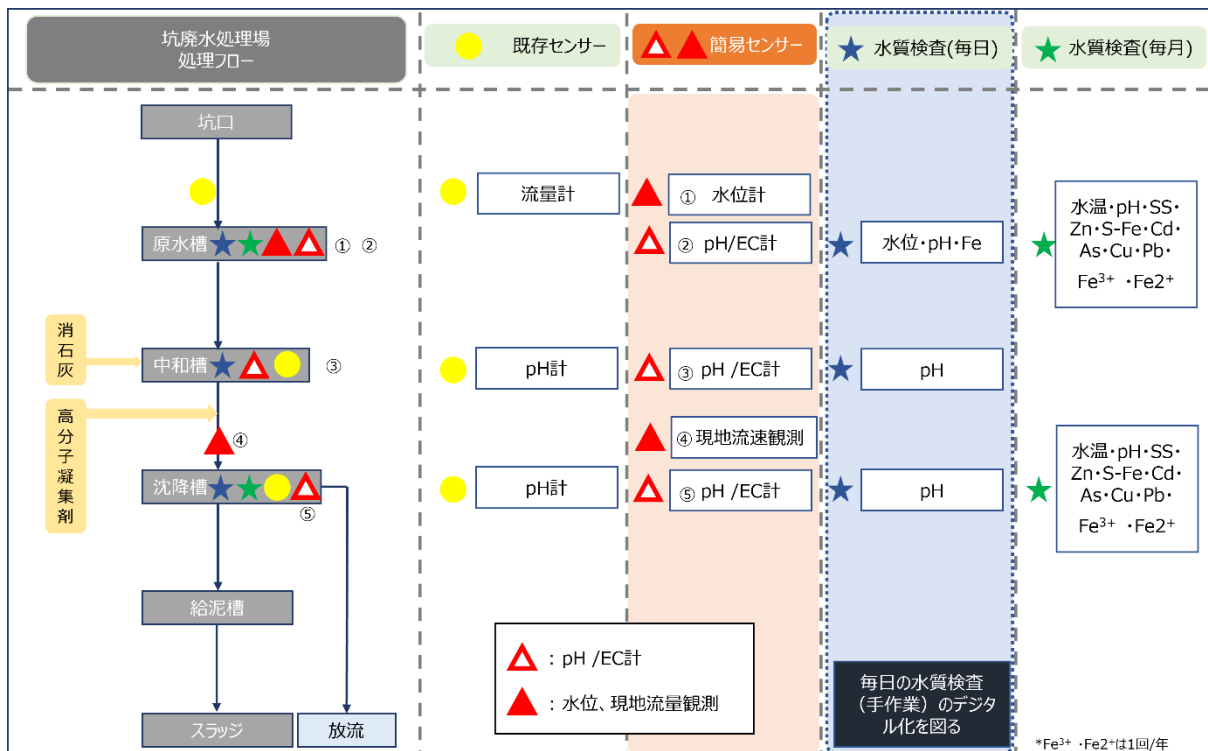 坑廃水処理場
処理フロー
既存センサー
簡易センサー
水質検査(毎日)
水質検査(毎月)
坑口
原水槽
① ②
消石灰
中和槽
③
高分子凝集剤
④
沈降槽
⑤
給泥槽
スラッジ
放流
流量計
pH計
pH計
① 水位計
② pH/EC計
③ pH /EC計
④ 現地流速観測
⑤ pH /EC計
水位・pH・Fe
pH
pH
水温・pH・SS・
Zn・S-Fe・Cd・
As・Cu・Pb・
Fe³⁺ ・Fe2⁺
水温・pH・SS・
Zn・S-Fe・Cd・
As・Cu・Pb・
Fe³⁺ ・Fe2⁺
: pH /EC計
: 水位、現地流量観測
毎日の水質検査
(手作業)のデジタ
ル化を図る
*Fe³⁺ ・Fe2⁺は1回/年